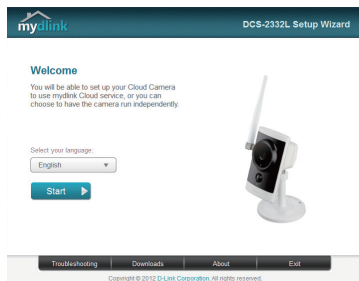 mydlink
DCS-2332L Setup Wizard
Welcome
You will be able to set up your Cloud Camera
to use mydlink Cloud service, or you can
choose to have the camera run independently.
Select your language:
English
Start
Troubleshooting Downloads About Exit
Copyright © 2012 D-Link Corporation. All rights reserved.